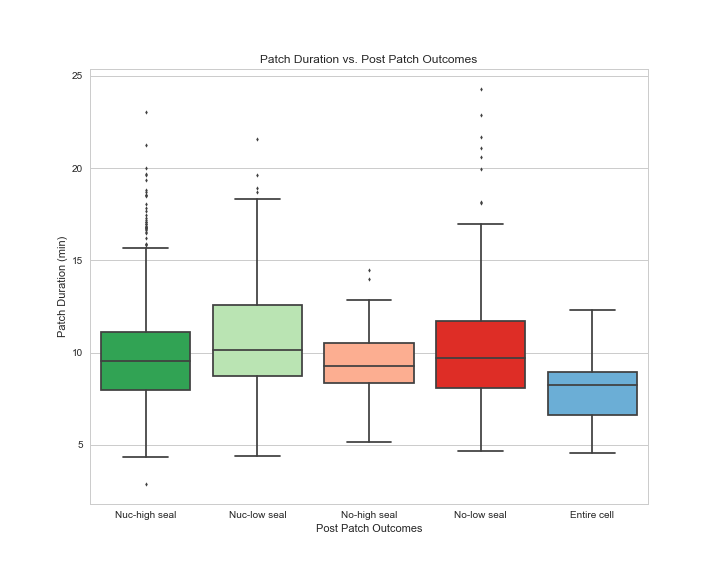 Patch Duration vs. Post Patch Outcomes
25
20
15
10
5
Patch Duration (min)
Nuc-high seal
Nuc-low seal
No-high seal
No-low seal
Entire cell
Post Patch Outcomes